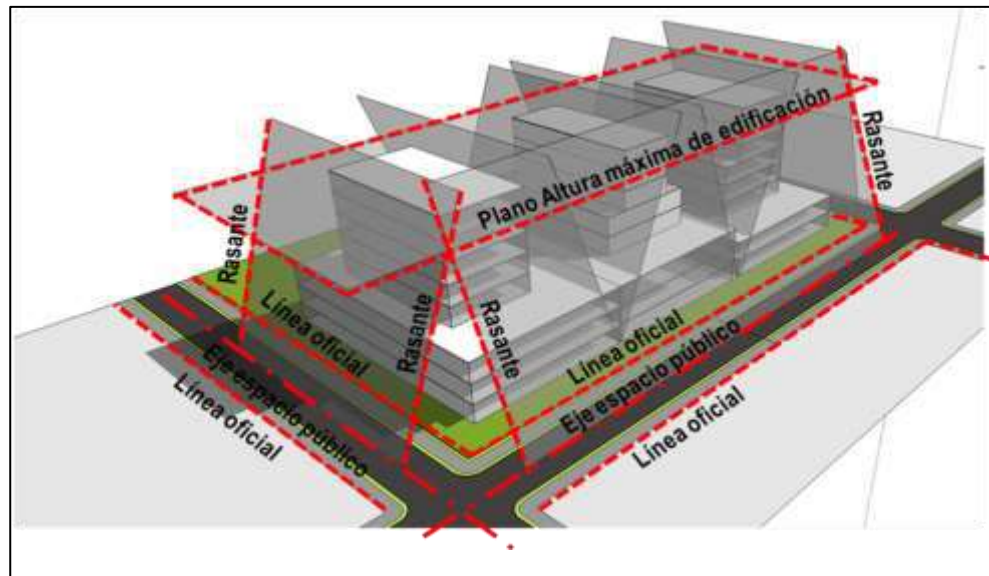 Plano Altura máxima de edificación
Rasante
Rasante
Rasante
Rasante
Línea oficial
Eje espacio público
Línea oficial
Línea oficial
Eje espacio público
Línea oficial